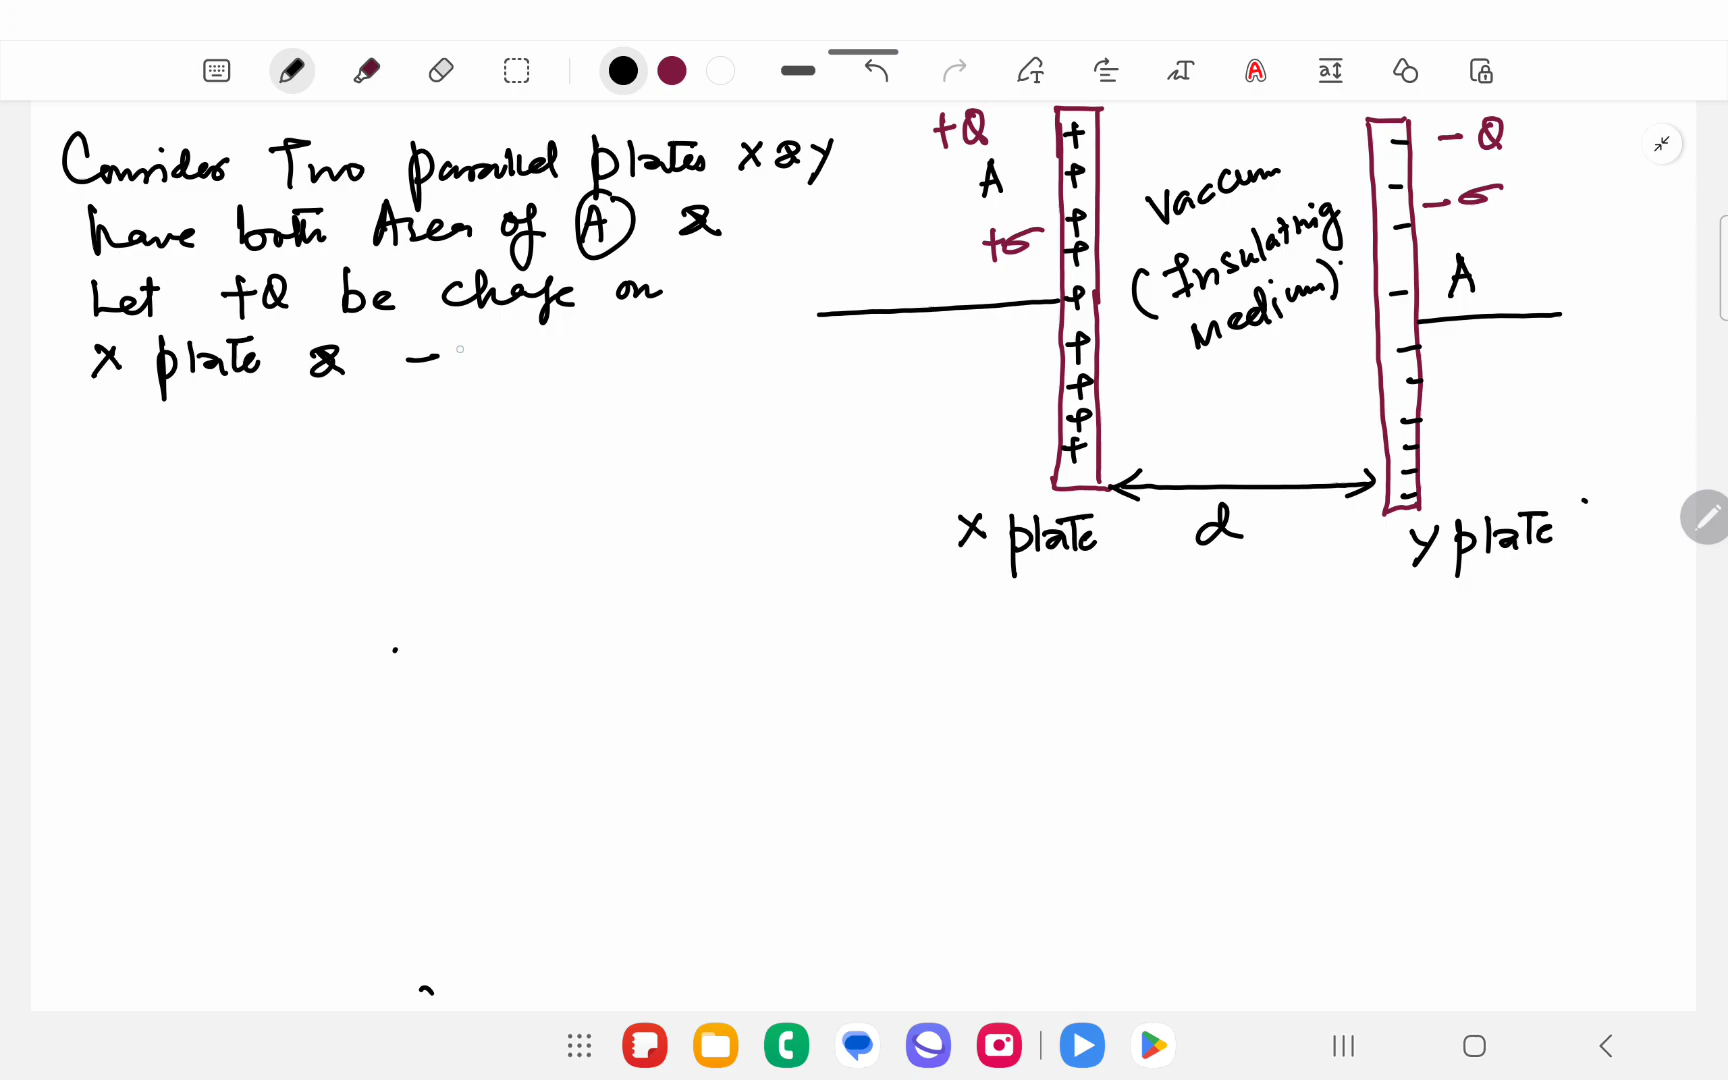 Consider Two parallel plates X & Y
have both Area of A &
Let +Q be charge on
X plate & -
+Q
A
+σ
Vaccum
(Insulating
medium)
- Q
- σ
A
X plate
d
Y plate